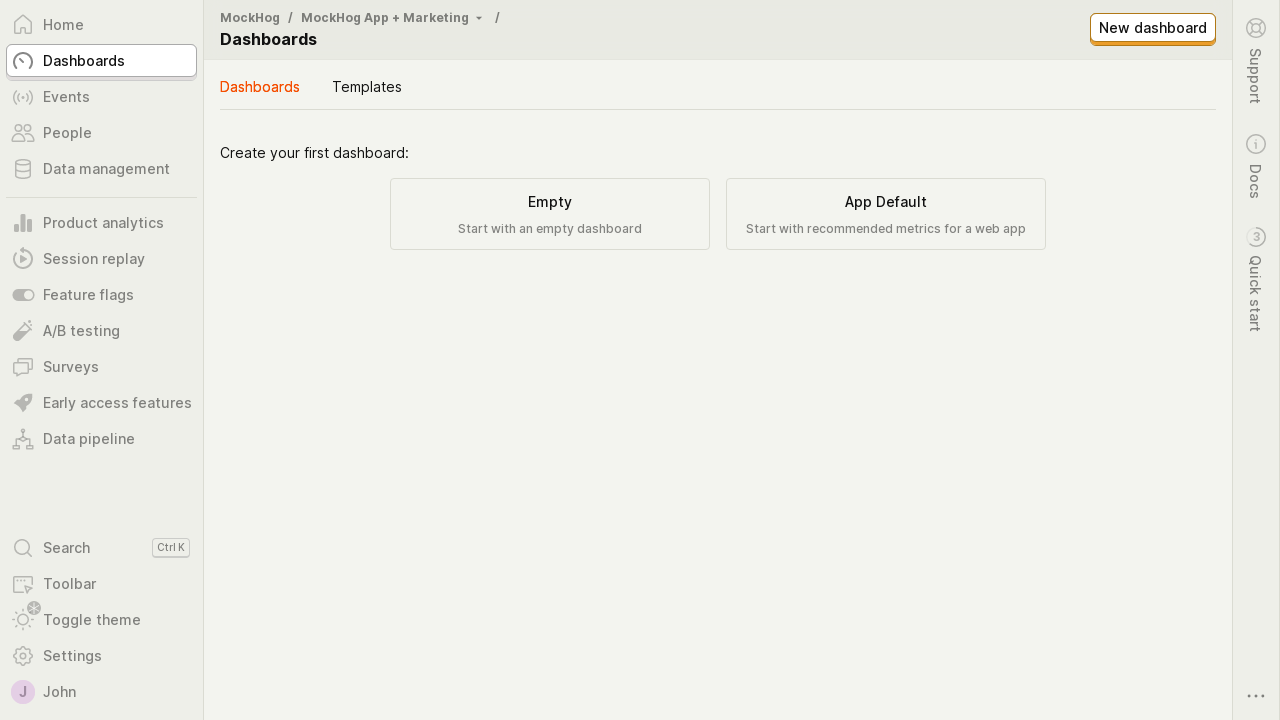 MockHog / MockHog App + Marketing /
Dashboards
New dashboard
Home
Dashboards
Events
People
Data management
Product analytics
Session replay
Feature flags
A/B testing
Surveys
Early access features
Data pipeline
Search Ctrl K
Toolbar
Toggle theme
Settings
J John
Dashboards Templates
Create your first dashboard:
Empty
Start with an empty dashboard
App Default
Start with recommended metrics for a web app
Support
Docs
3
Quick start